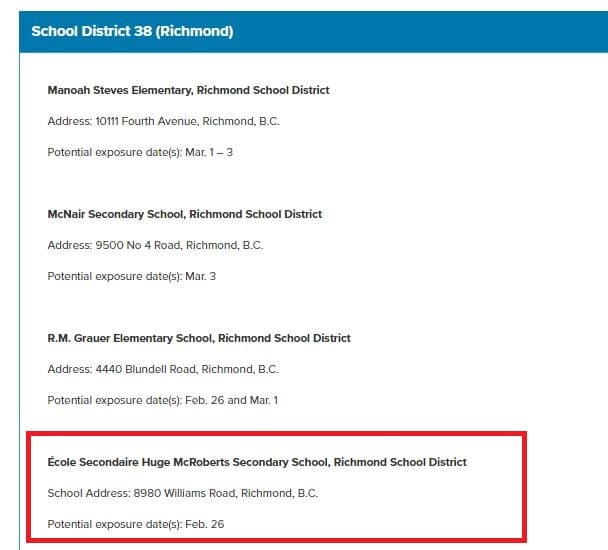 School District 38 (Richmond)
Manoah Steves Elementary, Richmond School District
Address: 10111 Fourth Avenue, Richmond, B.C.
Potential exposure date(s): Mar. 1 – 3
McNair Secondary School, Richmond School District
Address: 9500 No 4 Road, Richmond, B.C.
Potential exposure date(s): Mar. 3
R.M. Grauer Elementary School, Richmond School District
Address: 4440 Blundell Road, Richmond, B.C.
Potential exposure date(s): Feb. 26 and Mar. 1
École Secondaire Huge McRoberts Secondary School, Richmond School District
School Address: 8980 Williams Road, Richmond, B.C.
Potential exposure date(s): Feb. 26